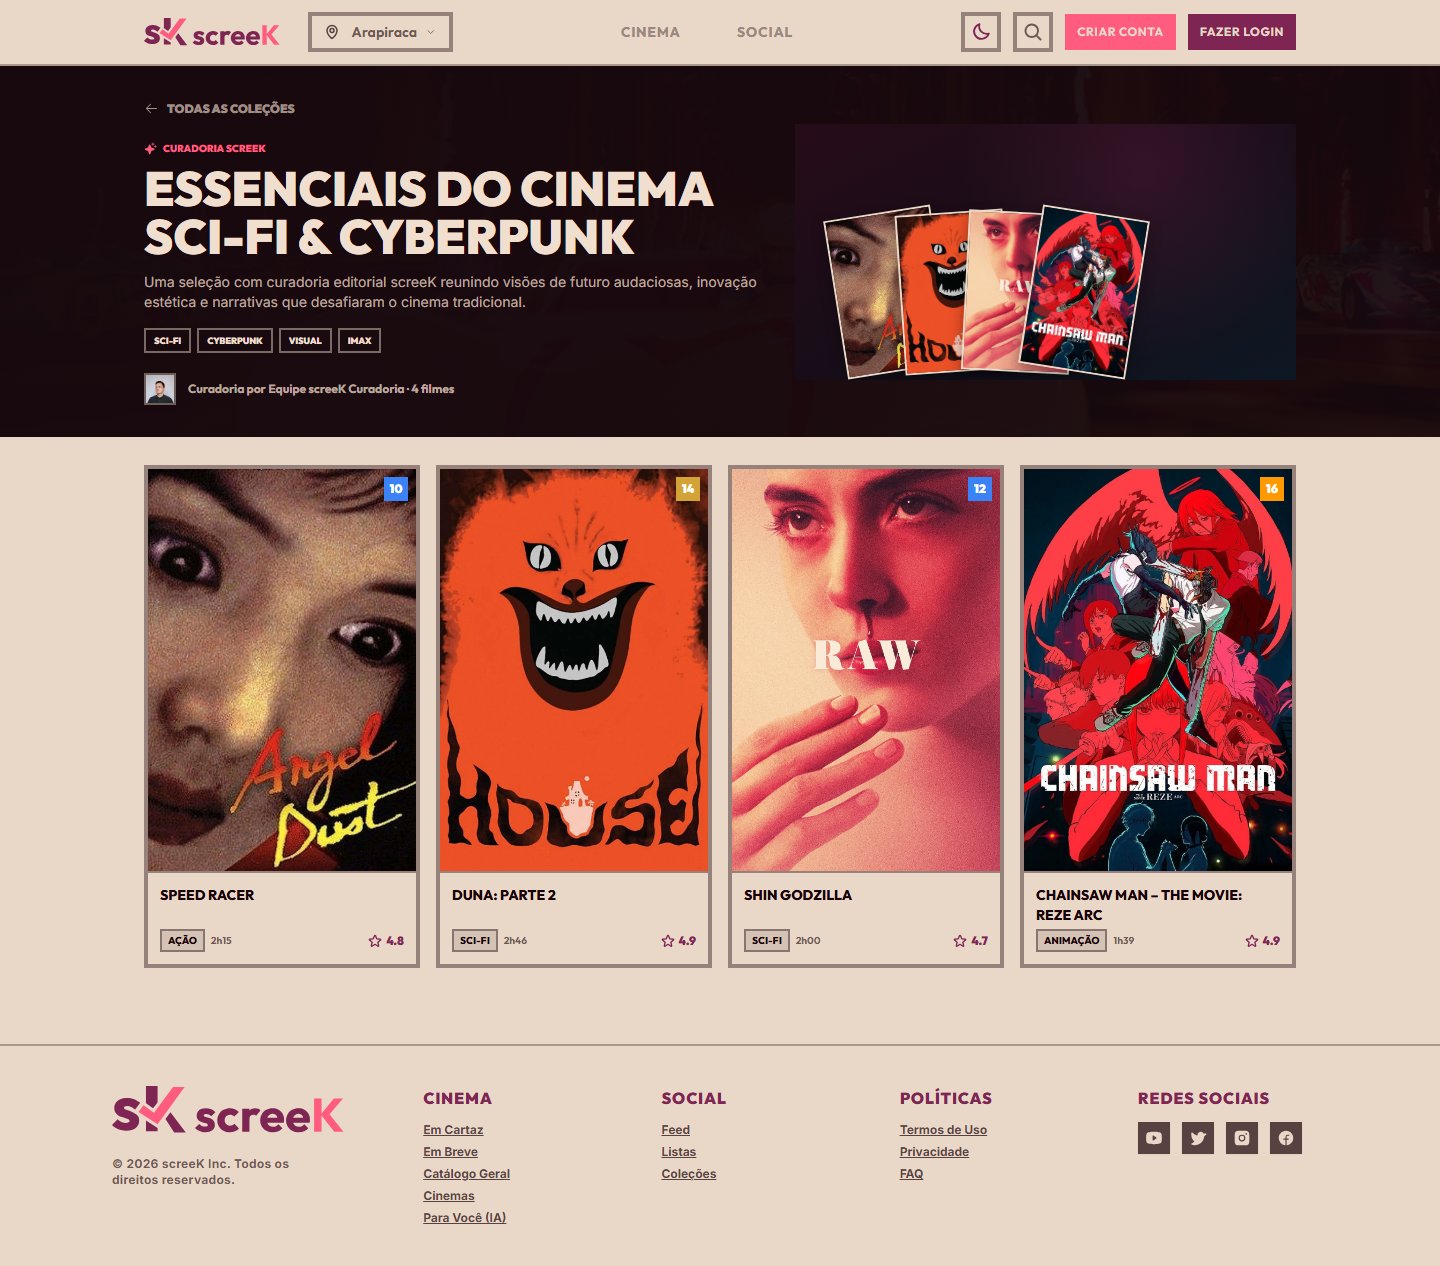 sK screeK
Arapiraca
CINEMA
SOCIAL
CRIAR CONTA
FAZER LOGIN
TODAS AS COLEÇÕES
CURADORIA SCREEK
ESSENCIAIS DO CINEMA
SCI-FI & CYBERPUNK
Uma seleção com curadoria editorial screeK reunindo visões de futuro audaciosas, inovação
estética e narrativas que desafiaram o cinema tradicional.
SCI-FI
CYBERPUNK
VISUAL
IMAX
Curadoria por Equipe screeK Curadoria · 4 filmes
CHAINSAW MAN
10
Angel
Dust
SPEED RACER
AÇÃO
2h15
4.8
14
HOUSE
DUNA: PARTE 2
SCI-FI
2h46
4.9
12
RAW
SHIN GODZILLA
SCI-FI
2h00
4.7
16
CHAINSAW MAN
REZE ARC
CHAINSAW MAN – THE MOVIE:
REZE ARC
ANIMAÇÃO
1h39
4.9
sK screeK
© 2026 screeK Inc. Todos os
direitos reservados.
CINEMA
Em Cartaz
Em Breve
Catálogo Geral
Cinemas
Para Você (IA)
SOCIAL
Feed
Listas
Coleções
POLÍTICAS
Termos de Uso
Privacidade
FAQ
REDES SOCIAIS